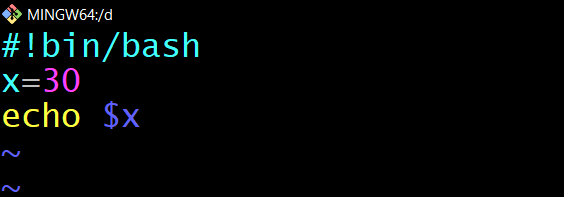 MINGW64:/d
#!bin/bash
x=30
echo $x
~
~